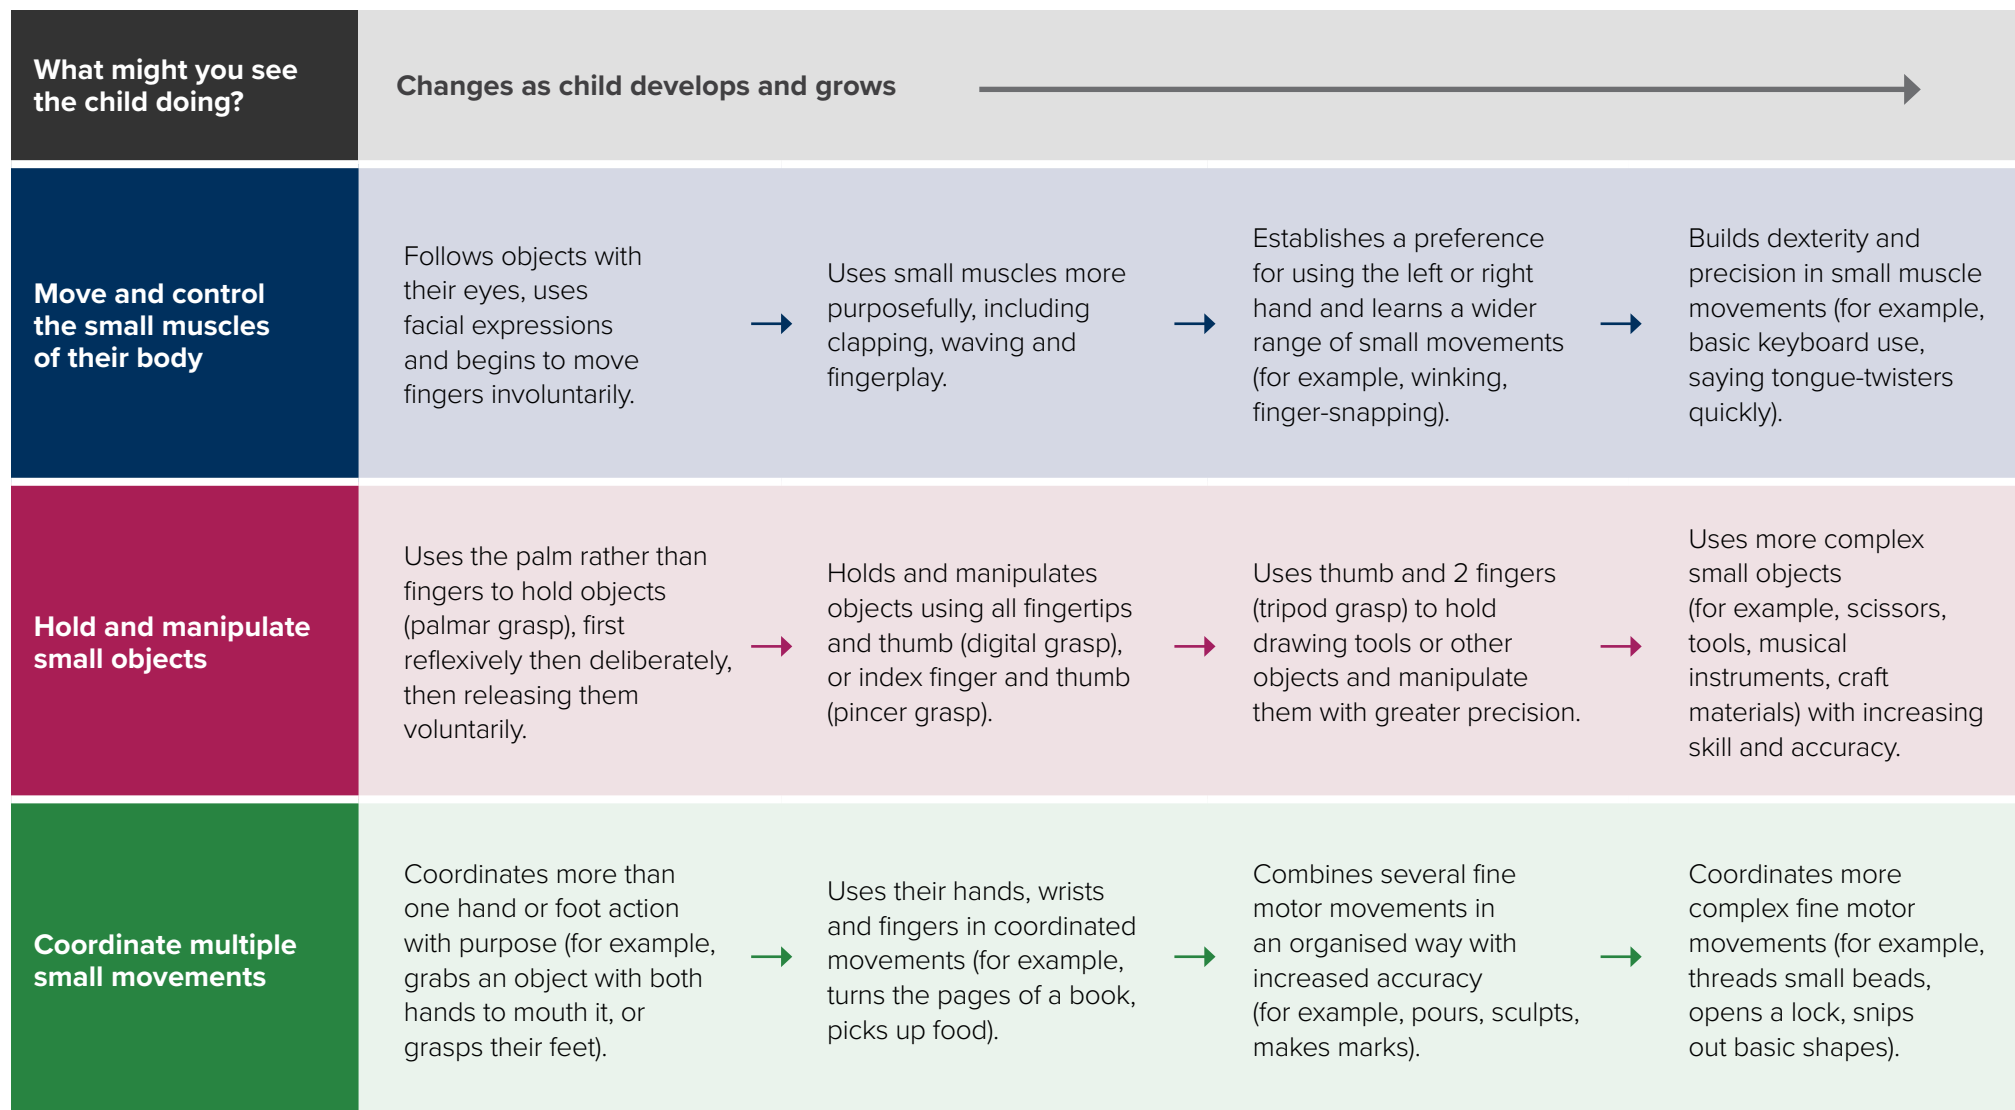 What might you see
the child doing?
Changes as child develops and grows
Move and control
the small muscles
of their body
Follows objects with
their eyes, uses
facial expressions
and begins to move
fingers involuntarily.
Uses small muscles more
purposefully, including
clapping, waving and
fingerplay.
Establishes a preference
for using the left or right
hand and learns a wider
range of small movements
(for example, winking,
finger-snapping).
Builds dexterity and
precision in small muscle
movements (for example,
basic keyboard use,
saying tongue-twisters
quickly).
Hold and manipulate
small objects
Uses the palm rather than
fingers to hold objects
(palmar grasp), first
reflexively then deliberately,
then releasing them
voluntarily.
Holds and manipulates
objects using all fingertips
and thumb (digital grasp),
or index finger and thumb
(pincer grasp).
Uses thumb and 2 fingers
(tripod grasp) to hold
drawing tools or other
objects and manipulate
them with greater precision.
Uses more complex
small objects
(for example, scissors,
tools, musical
instruments, craft
materials) with increasing
skill and accuracy.
Coordinate multiple
small movements
Coordinates more than
one hand or foot action
with purpose (for example,
grabs an object with both
hands to mouth it, or
grasps their feet).
Uses their hands, wrists
and fingers in coordinated
movements (for example,
turns the pages of a book,
picks up food).
Combines several fine
motor movements in
an organised way with
increased accuracy
(for example, pours, sculpts,
makes marks).
Coordinates more
complex fine motor
movements (for example,
threads small beads,
opens a lock, snips
out basic shapes).